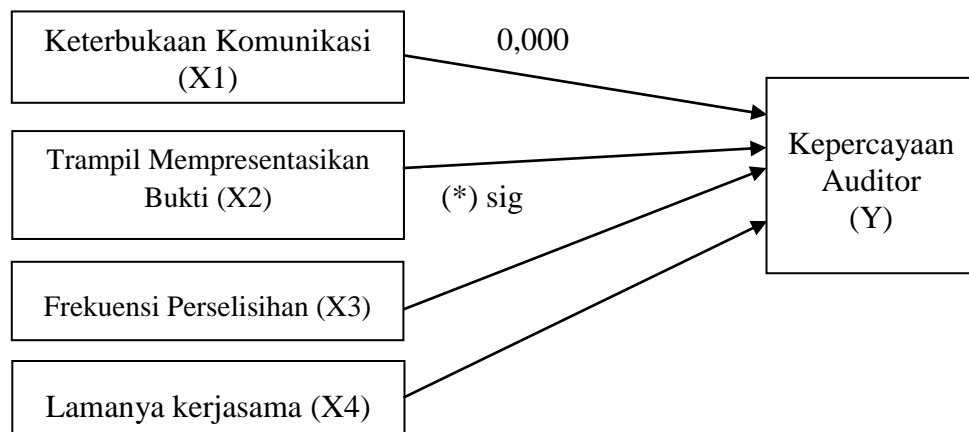 Keterbukaan Komunikasi
(X1)
0,000
Trampil Mempresentasikan
Bukti (X2)
(*) sig
Frekuensi Perselisihan (X3)
Lamanya kerjasama (X4)
Kepercayaan
Auditor
(Y)